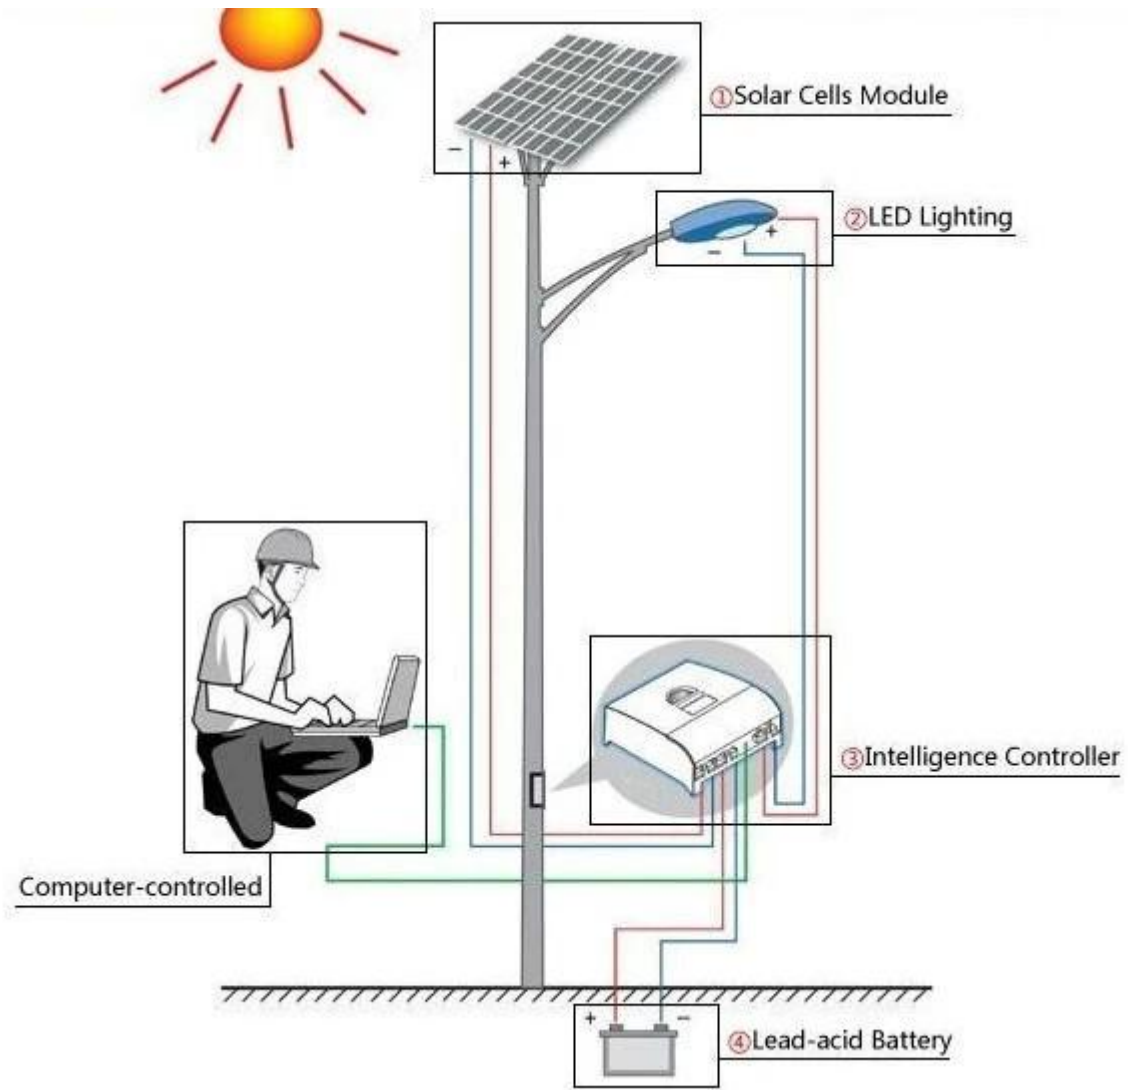 ①Solar Cells Module
− +
②LED Lighting
+
−
③Intelligence Controller
Computer-controlled
+ −
④Lead-acid Battery